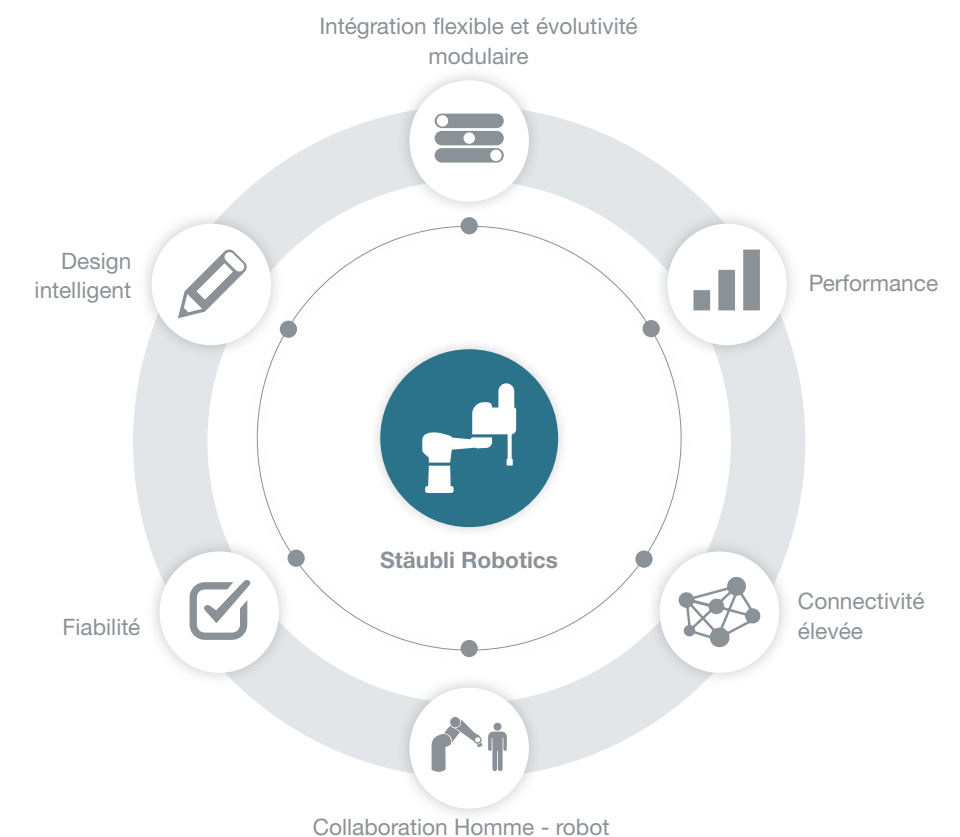 Intégration flexible et évolutivité
modulaire
Design
intelligent
Performance
Stäubli Robotics
Connectivité
élevée
Fiabilité
Collaboration Homme - robot